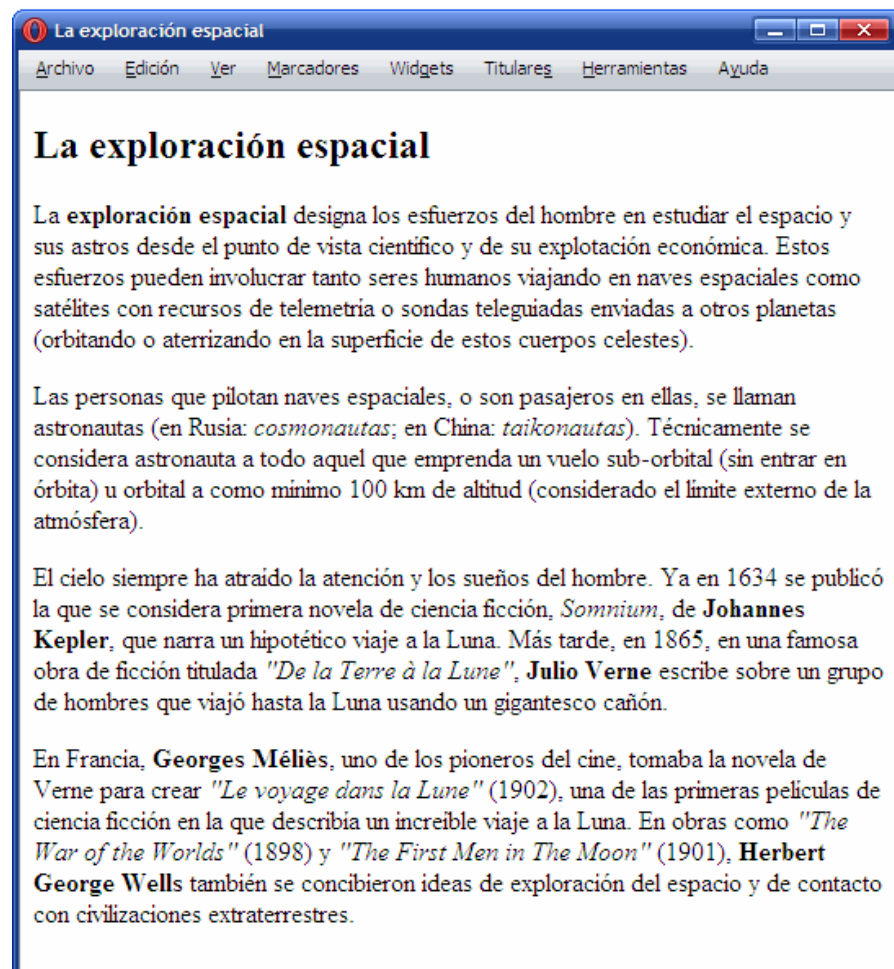 La exploración espacial
Archivo Edición Ver Marcadores Widgets Titulares Herramientas Ayuda
La exploración espacial
La exploración espacial designa los esfuerzos del hombre en estudiar el espacio y
sus astros desde el punto de vista científico y de su explotación económica. Estos
esfuerzos pueden involucrar tanto seres humanos viajando en naves espaciales como
satélites con recursos de telemetría o sondas teleguiadas enviadas a otros planetas
(orbitando o aterrizando en la superficie de estos cuerpos celestes).
Las personas que pilotan naves espaciales, o son pasajeros en ellas, se llaman
astronautas (en Rusia: cosmonautas; en China: taikonautas). Técnicamente se
considera astronauta a todo aquel que emprenda un vuelo sub-orbital (sin entrar en
órbita) u orbital a como mínimo 100 km de altitud (considerado el límite externo de la
atmósfera).
El cielo siempre ha atraído la atención y los sueños del hombre. Ya en 1634 se publicó
la que se considera primera novela de ciencia ficción, Somnium, de Johannes
Kepler, que narra un hipotético viaje a la Luna. Más tarde, en 1865, en una famosa
obra de ficción titulada "De la Terre à la Lune", Julio Verne escribe sobre un grupo
de hombres que viajó hasta la Luna usando un gigantesco cañón.
En Francia, Georges Méliès, uno de los pioneros del cine, tomaba la novela de
Verne para crear "Le voyage dans la Lune" (1902), una de las primeras películas de
ciencia ficción en la que describía un increíble viaje a la Luna. En obras como "The
War of the Worlds" (1898) y "The First Men in The Moon" (1901), Herbert
George Wells también se concibieron ideas de exploración del espacio y de contacto
con civilizaciones extraterrestres.